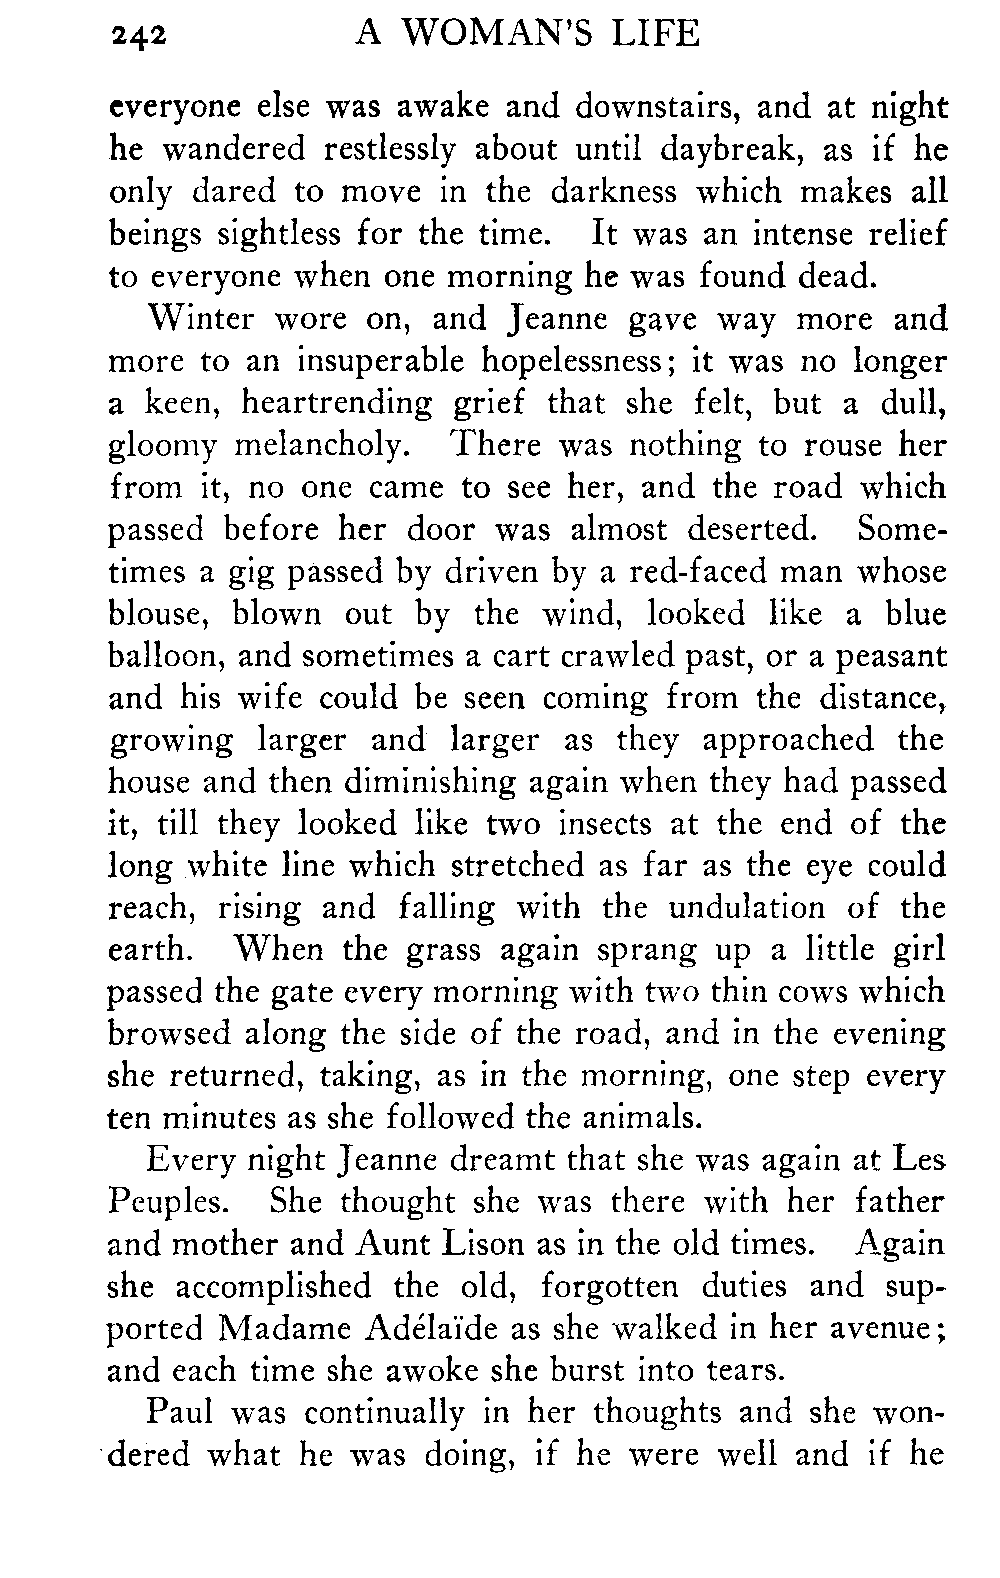 242 A WOMAN'S LIFE
everyone else was awake and downstairs, and at night
he wandered restlessly about until daybreak, as if he
only dared to move in the darkness which makes all
beings sightless for the time. It was an intense relief
to everyone when one morning he was found dead.
Winter wore on, and Jeanne gave way more and
more to an insuperable hopelessness; it was no longer
a keen, heartrending grief that she felt, but a dull,
gloomy melancholy. There was nothing to rouse her
from it, no one came to see her, and the road which
passed before her door was almost deserted. Some-
times a gig passed by driven by a red-faced man whose
blouse, blown out by the wind, looked like a blue
balloon, and sometimes a cart crawled past, or a peasant
and his wife could be seen coming from the distance,
growing larger and larger as they approached the
house and then diminishing again when they had passed
it, till they looked like two insects at the end of the
long white line which stretched as far as the eye could
reach, rising and falling with the undulation of the
earth. When the grass again sprang up a little girl
passed the gate every morning with two thin cows which
browsed along the side of the road, and in the evening
she returned, taking, as in the morning, one step every
ten minutes as she followed the animals.
Every night Jeanne dreamt that she was again at Les
Peuples. She thought she was there with her father
and mother and Aunt Lison as in the old times. Again
she accomplished the old, forgotten duties and sup-
ported Madame Adélaïde as she walked in her avenue;
and each time she awoke she burst into tears.
Paul was continually in her thoughts and she won-
dered what he was doing, if he were well and if he